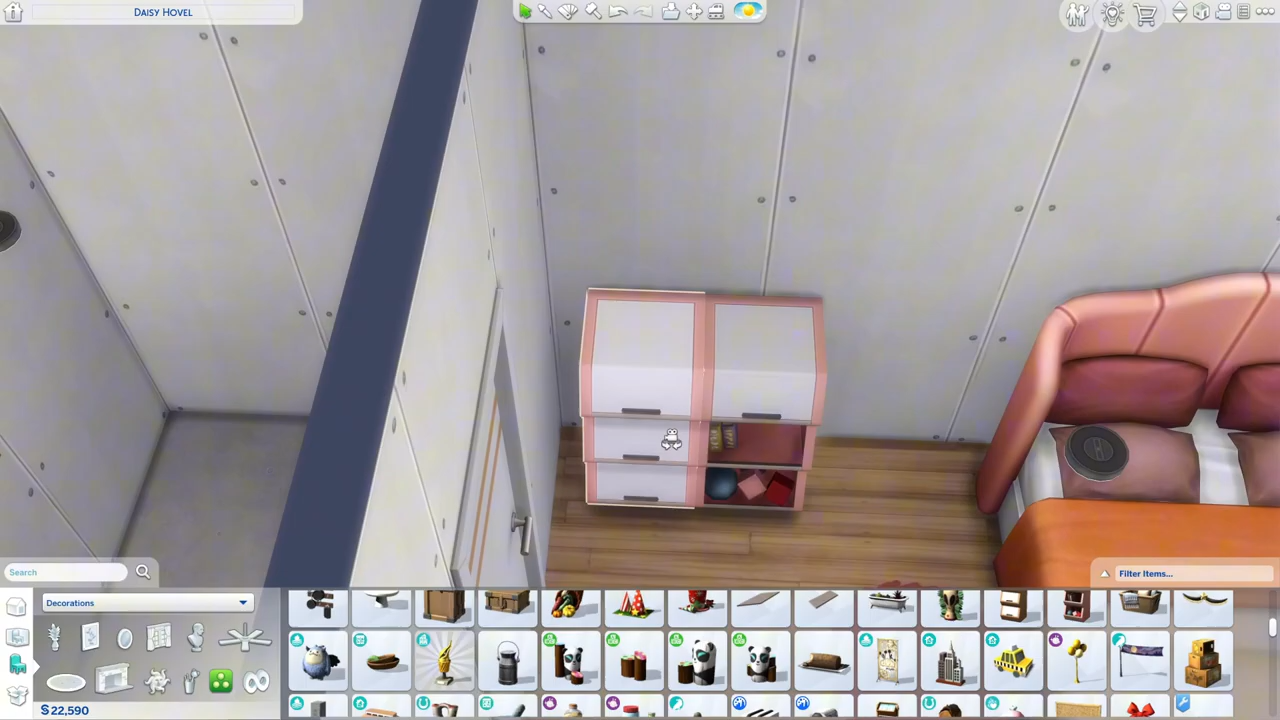 DAISY HOVEL
Search
Filter Items...
Decorations
$22,590